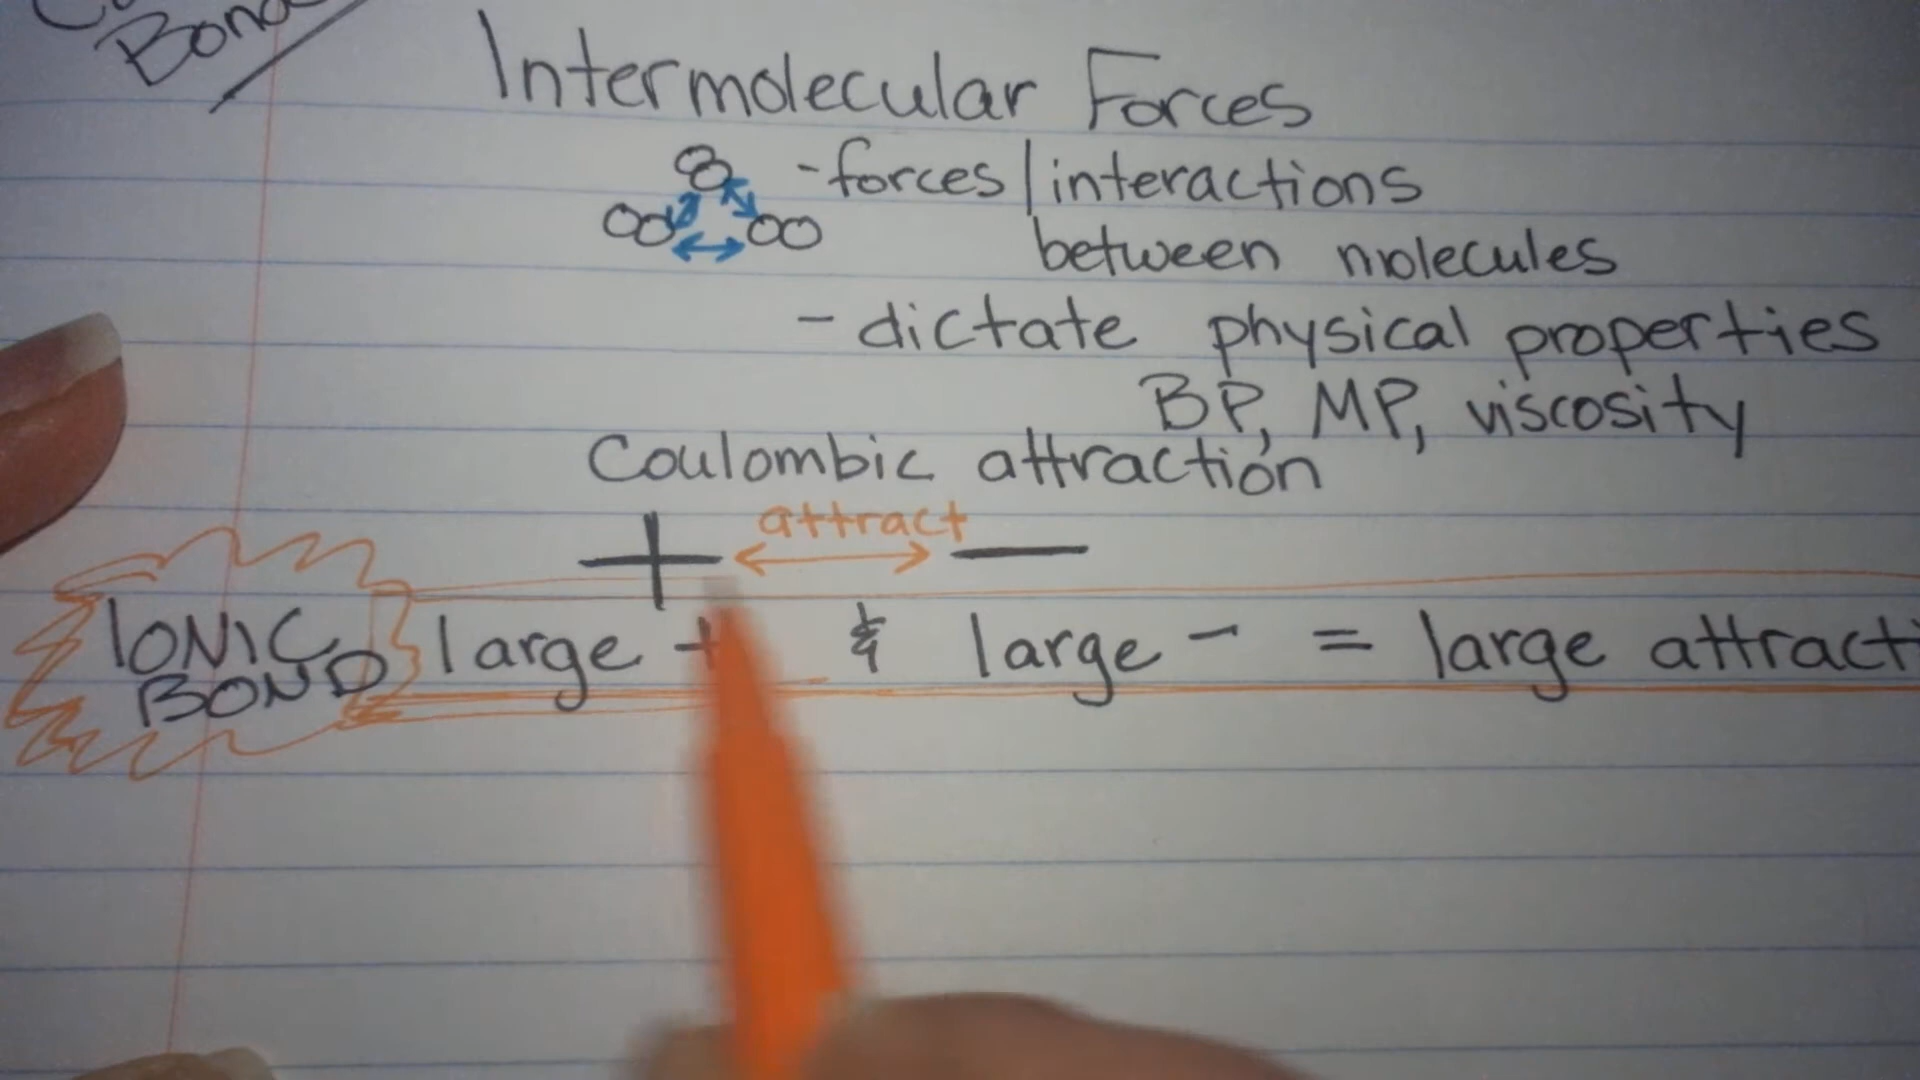 Intermolecular Forces
- forces/interactions
between molecules
- dictate physical properties
BP, MP, viscosity
Coulombic attraction
+ attract -
IONIC BOND
large + & large - = large